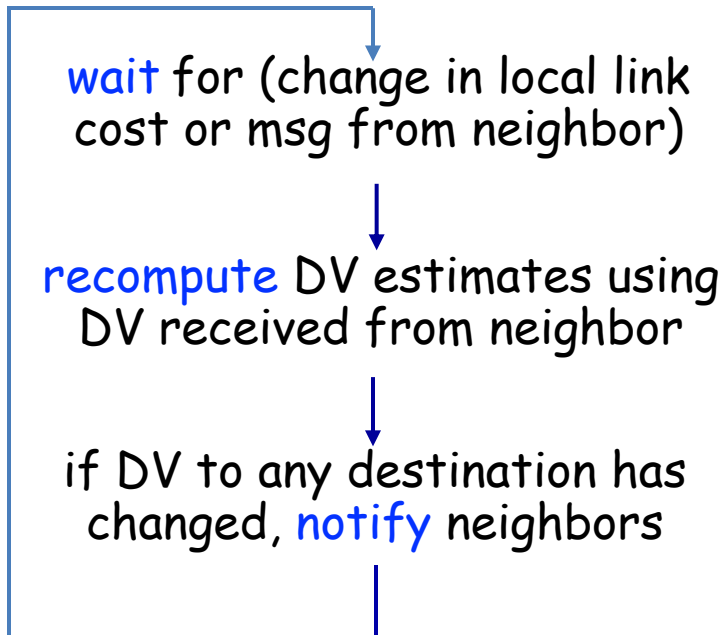 wait for (change in local link
cost or msg from neighbor)
recompute DV estimates using
DV received from neighbor
if DV to any destination has
changed, notify neighbors